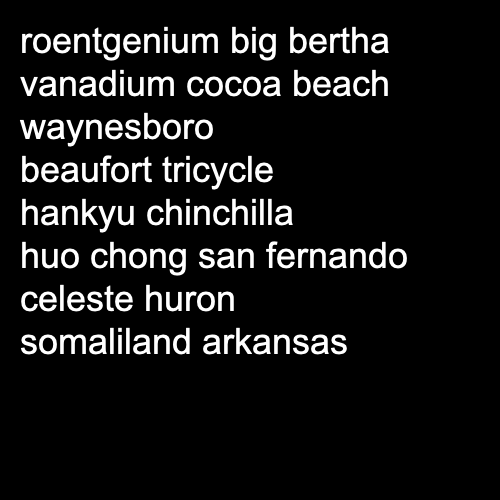 roentgenium big bertha
vanadium cocoa beach
waynesboro
beaufort tricycle
hankyu chinchilla
huo chong san fernando
celeste huron
somaliland arkansas